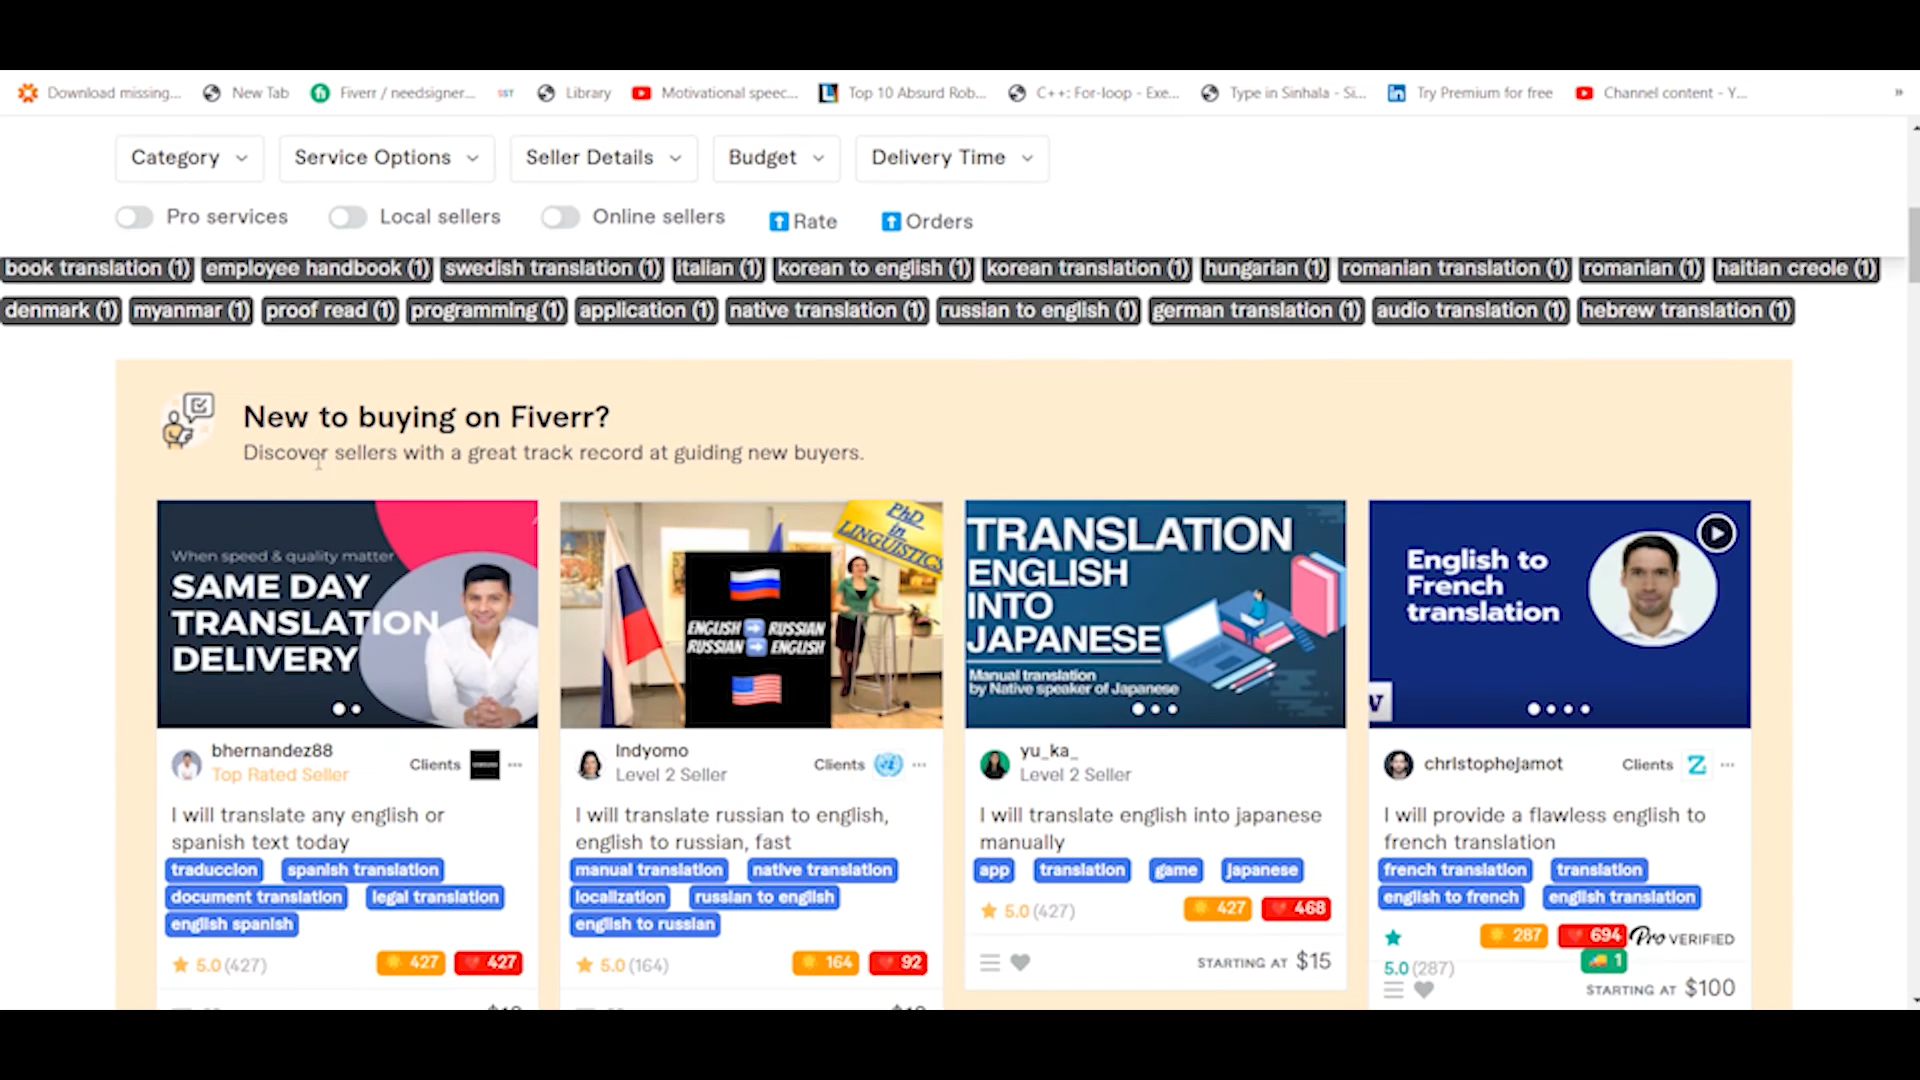 Download missing... New Tab Fiverr / needsigner... SST Library Motivational speec... Top 10 Absurd Rob... C++: For-loop - Exe... Type in Sinhala - Si... Try Premium for free Channel content - Y... »
Category Service Options Seller Details Budget Delivery Time
Pro services Local sellers Online sellers Rate Orders
book translation (1) employee handbook (1) swedish translation (1) italian (1) korean to english (1) korean translation (1) hungarian (1) romanian translation (1) romanian (1) haitian creole (1)
denmark (1) myanmar (1) proof read (1) programming (1) application (1) native translation (1) russian to english (1) german translation (1) audio translation (1) hebrew translation (1)
New to buying on Fiverr?
Discover sellers with a great track record at guiding new buyers.
When speed & quality matter
SAME DAY
TRANSLATION
DELIVERY
bhernandez88
Top Rated Seller
Clients
I will translate any english or
spanish text today
traduccion spanish translation
document translation legal translation
english spanish
5.0 (427) 427 427
PhD
in
LINGUISTICS
ENGLISH RUSSIAN
RUSSIAN ENGLISH
lndyomo
Level 2 Seller
Clients
I will translate russian to english,
english to russian, fast
manual translation native translation
localization russian to english
english to russian
5.0 (164) 164 92
TRANSLATION
ENGLISH
INTO
JAPANESE
Manual translation
by Native speaker of Japanese
yu_ka_
Level 2 Seller
I will translate english into japanese
manually
app translation game japanese
5.0 (427) 427 468
STARTING AT $15
English to
French
translation
christophejamot
Clients Z
I will provide a flawless english to
french translation
french translation translation
english to french english translation
287 694 Pro VERIFIED
5.0 (287) 1
STARTING AT $100